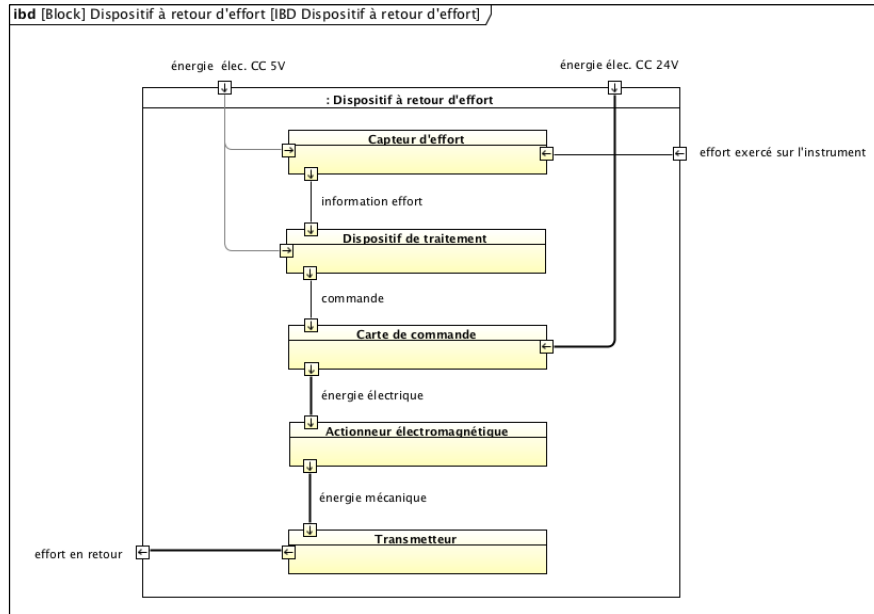 ibd [Block] Dispositif à retour d'effort [IBD Dispositif à retour d'effort]
énergie élec. CC 5V
énergie élec. CC 24V
: Dispositif à retour d'effort
Capteur d'effort
effort exercé sur l'instrument
information effort
Dispositif de traitement
commande
Carte de commande
énergie électrique
Actionneur électromagnétique
énergie mécanique
Transmetteur
effort en retour